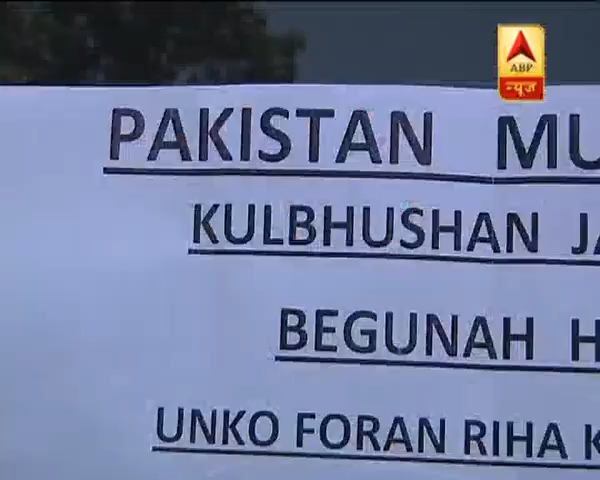 ABP
न्यूज़
PAKISTAN MU
KULBHUSHAN JA
BEGUNAH H
UNKO FORAN RIHA K